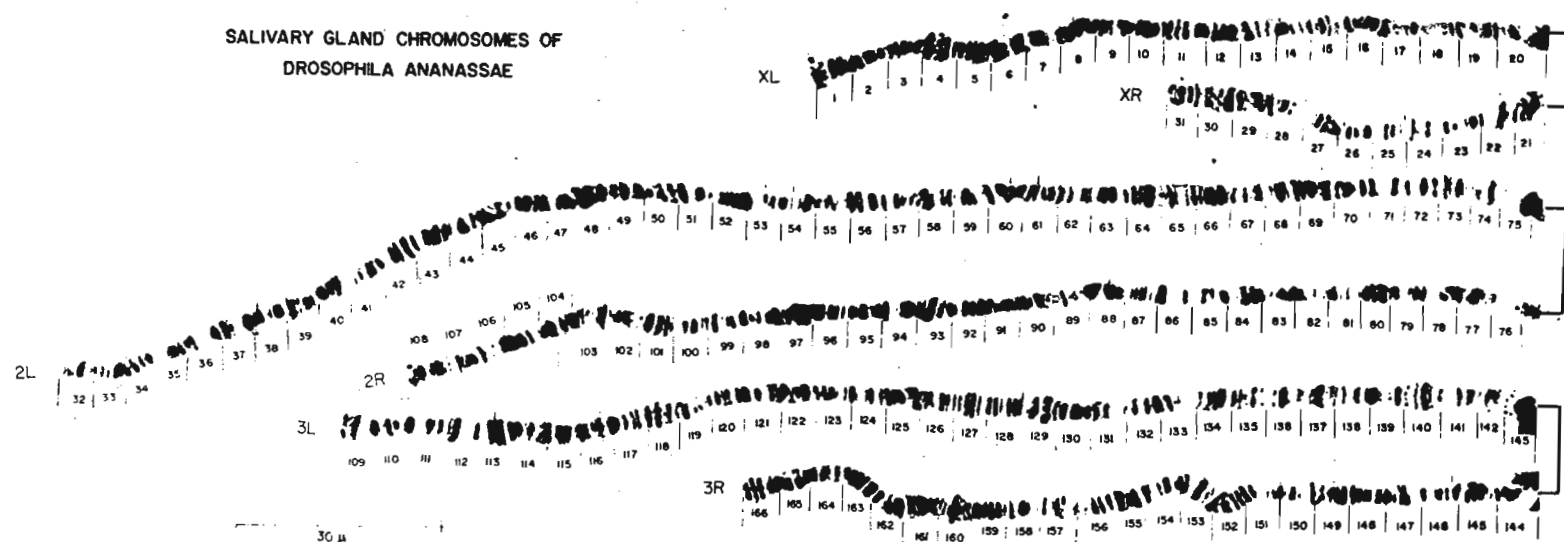 SALIVARY GLAND CHROMOSOMES OF
DROSOPHILA ANANASSAE
XL
1 2 3 4 5 6 7 8 9 10 11 12 13 14 15 16 17 18 19 20
XR
31 30 29 28 27 26 25 24 23 22 21
2L
32 33 34 35 36 37 38 39 40 41 42 43 44 45 46 47 48 49 50 51 52 53 54 55 56 57 58 59 60 61 62 63 64 65 66 67 68 69 70 71 72 73 74 75
2R
108 107 106 105 104 103 102 101 100 99 98 97 96 95 94 93 92 91 90 89 88 87 86 85 84 83 82 81 80 79 78 77 76
3L
109 110 111 112 113 114 115 116 117 118 119 120 121 122 123 124 125 126 127 128 129 130 131 132 133 134 135 136 137 138 139 140 141 142 143
3R
166 165 164 163 162 161 160 159 158 157 156 155 154 153 152 151 150 149 148 147 146 145 144
30 µ